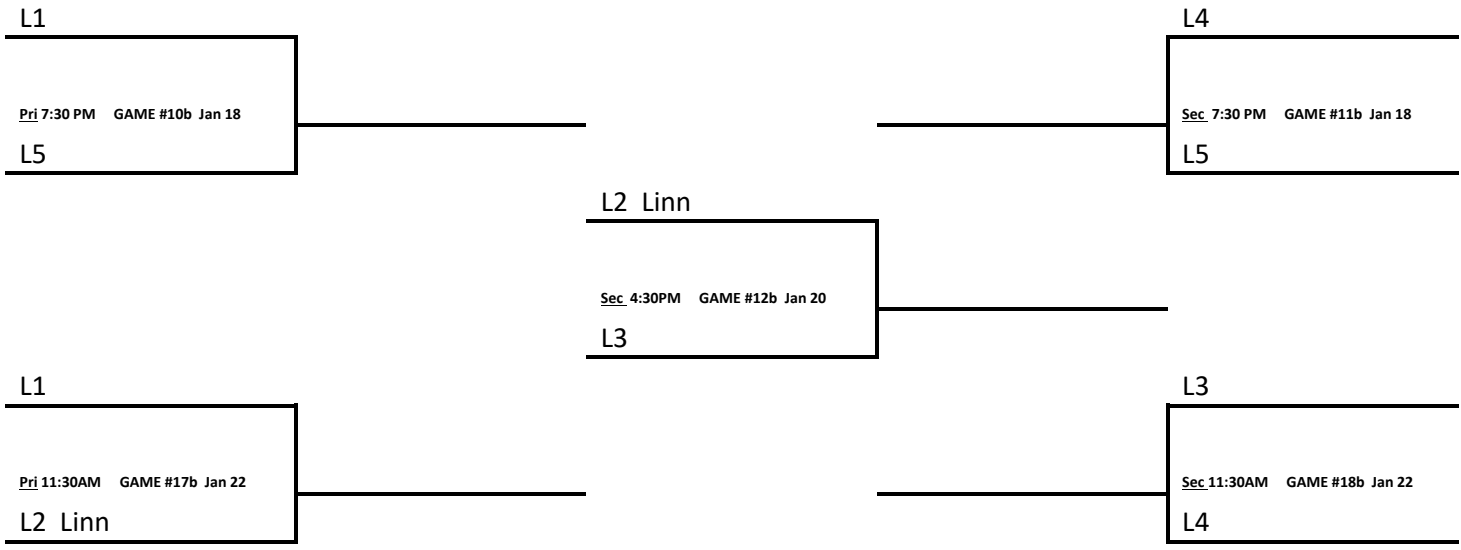 L1
Pri 7:30 PM GAME #10b Jan 18
L5
L4
Sec 7:30 PM GAME #11b Jan 18
L5
L2 Linn
Sec 4:30PM GAME #12b Jan 20
L3
L1
Pri 11:30AM GAME #17b Jan 22
L2 Linn
L3
Sec 11:30AM GAME #18b Jan 22
L4